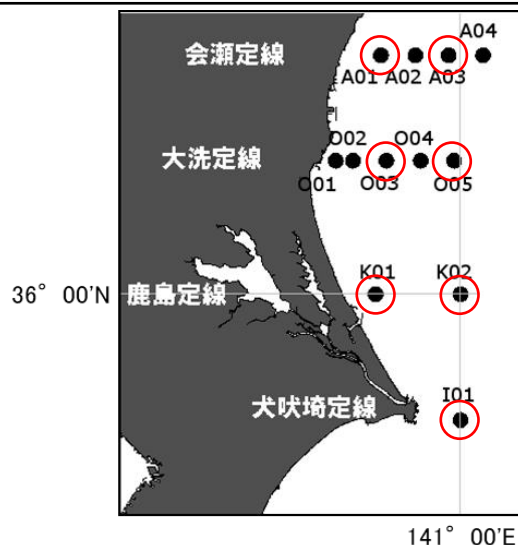 A04
会瀬定線
A01 A02 A03
O02 O04
大洗定線
O01 O03 O05
K01 K02
36° 00'N 鹿島定線
I01
犬吠埼定線
141° 00'E